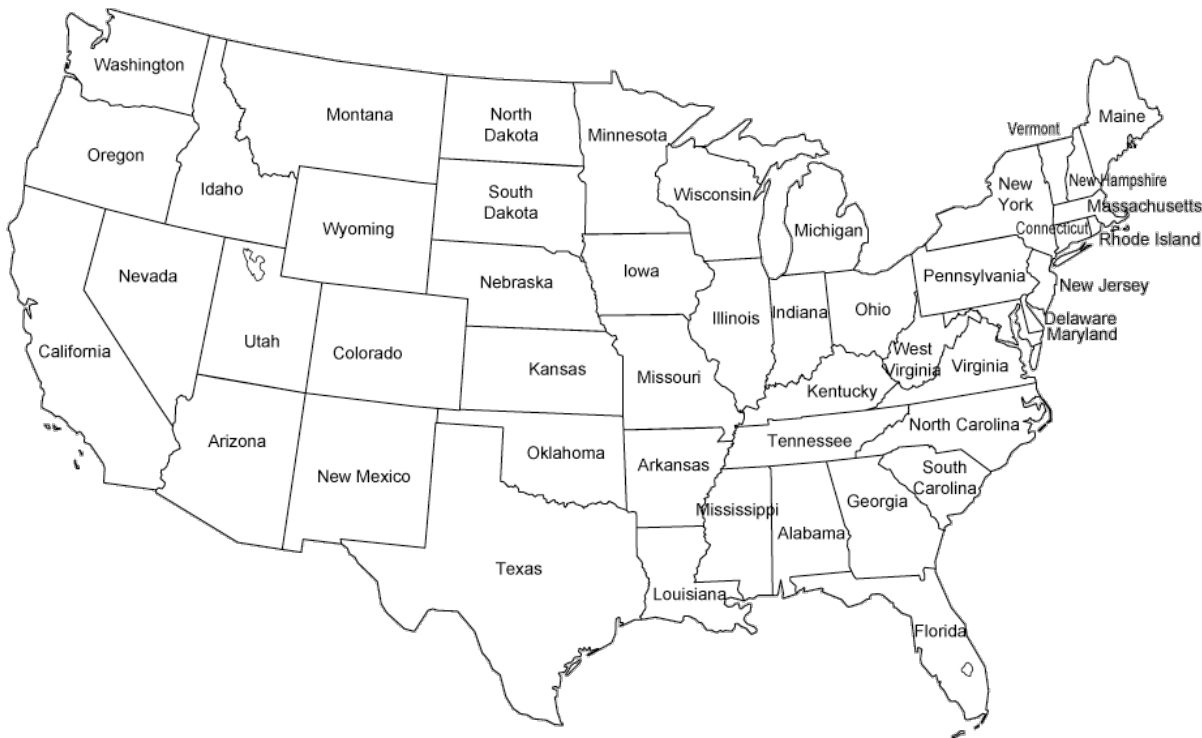 Washington
Montana
North
Dakota
Minnesota
Maine
Vermont
Oregon
Idaho
South
Dakota
Wisconsin
New
York
New Hampshire
Massachusetts
Wyoming
Michigan
Connecticut
Rhode Island
Nevada
Nebraska
Iowa
Pennsylvania
New Jersey
Utah
Colorado
Illinois
Indiana
Ohio
Delaware
Maryland
California
Kansas
Missouri
West
Virginia
Virginia
Kentucky
Arizona
New Mexico
Oklahoma
Arkansas
Tennessee
North Carolina
South
Carolina
Mississippi
Alabama
Georgia
Texas
Louisiana
Florida